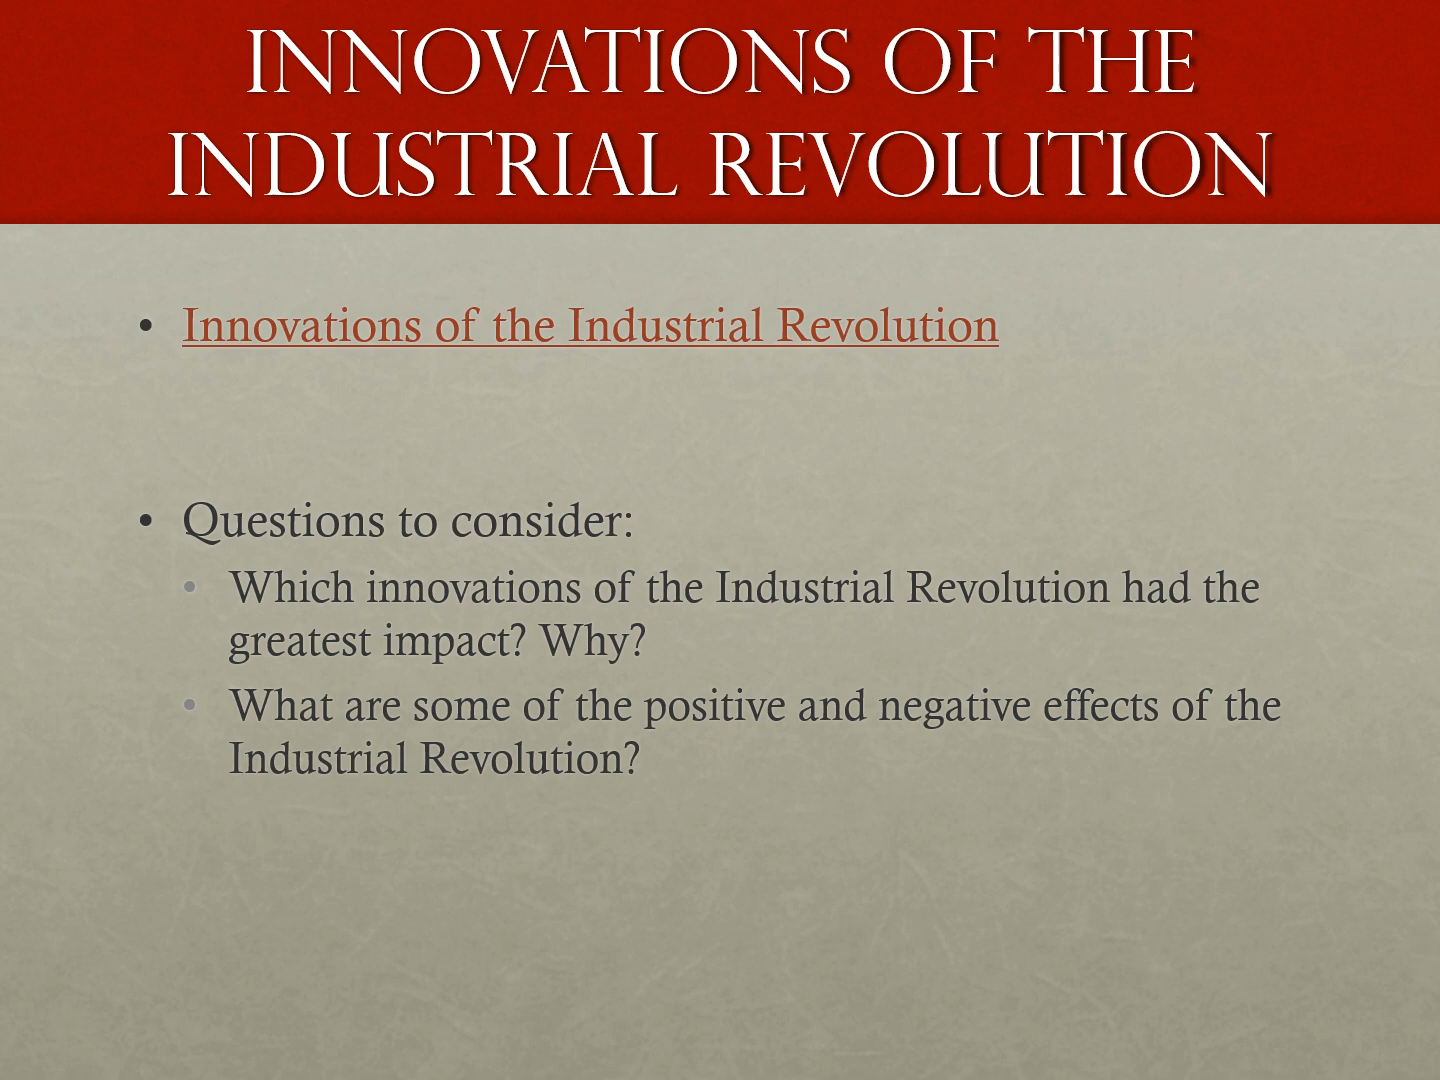 INNOVATIONS OF THE
INDUSTRIAL REVOLUTION
• Innovations of the Industrial Revolution
• Questions to consider:
• Which innovations of the Industrial Revolution had the
greatest impact? Why?
• What are some of the positive and negative effects of the
Industrial Revolution?